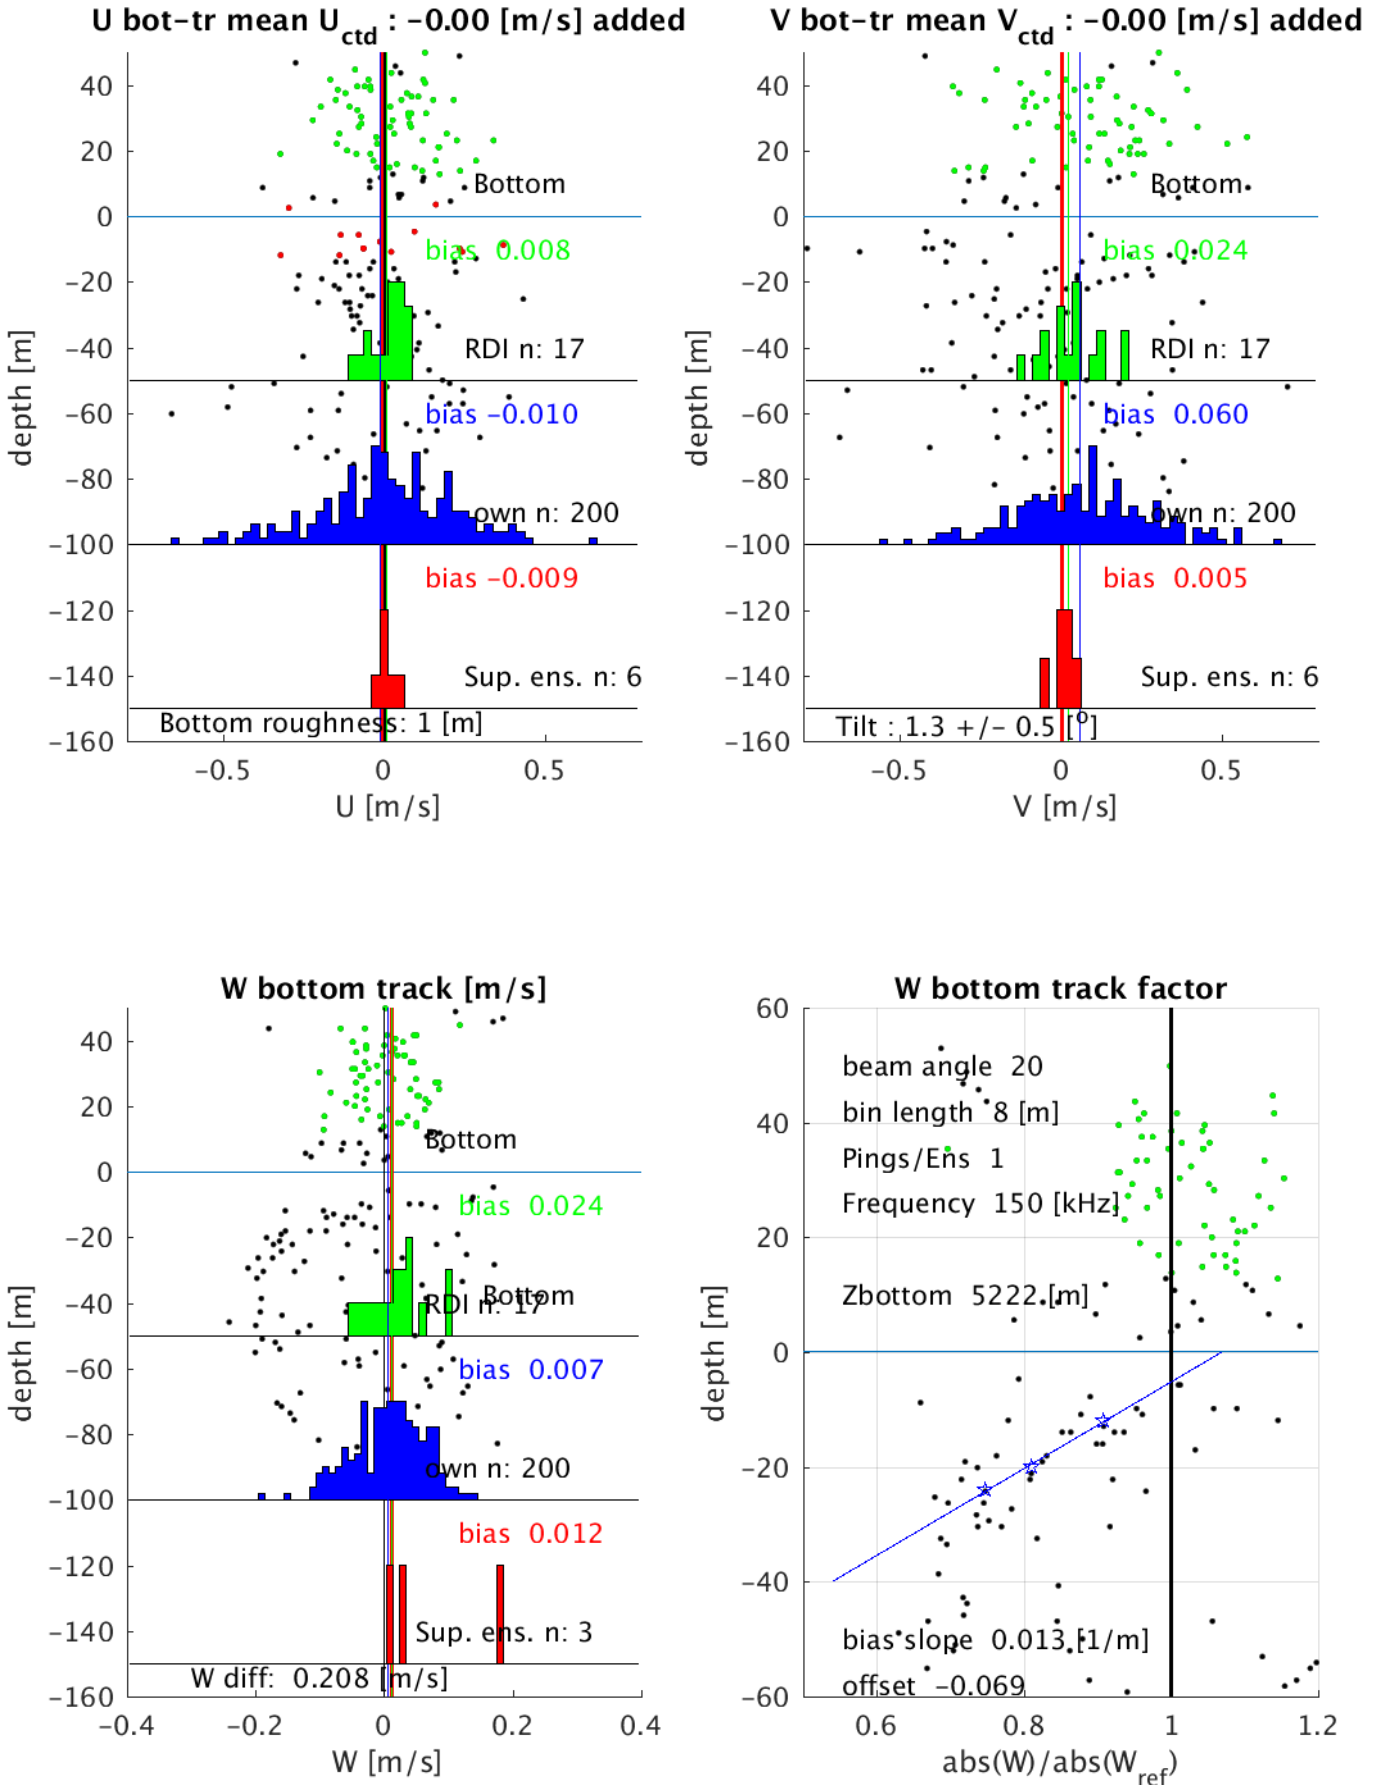 U bot-tr mean U_ctd : -0.00 [m/s] added
40
20
0
-20
-40
-60
-80
-100
-120
-140
-160
depth [m]
Bottom
bias 0.008
RDI n: 17
bias -0.010
own n: 200
bias -0.009
Sup. ens. n: 6
Bottom roughness: 1 [m]
-0.5 0 0.5
U [m/s]
V bot-tr mean V_ctd : -0.00 [m/s] added
40
20
0
-20
-40
-60
-80
-100
-120
-140
-160
depth [m]
Bottom
bias 0.024
RDI n: 17
bias 0.060
own n: 200
bias 0.005
Sup. ens. n: 6
Tilt : 1.3 +/- 0.5 [o]
-0.5 0 0.5
V [m/s]
W bottom track [m/s]
40
20
0
-20
-40
-60
-80
-100
-120
-140
-160
depth [m]
Bottom
bias 0.024
Bottom
RDI n: 17
bias 0.007
own n: 200
bias 0.012
Sup. ens. n: 3
W diff: 0.208 [m/s]
-0.4 -0.2 0 0.2 0.4
W [m/s]
W bottom track factor
60
40
20
0
-20
-40
-60
depth [m]
beam angle 20
bin length 8 [m]
Pings/Ens 1
Frequency 150 [kHz]
Zbottom 5222 [m]
bias slope 0.013 [1/m]
offset -0.069
0.6 0.8 1 1.2
abs(W)/abs(W_ref)